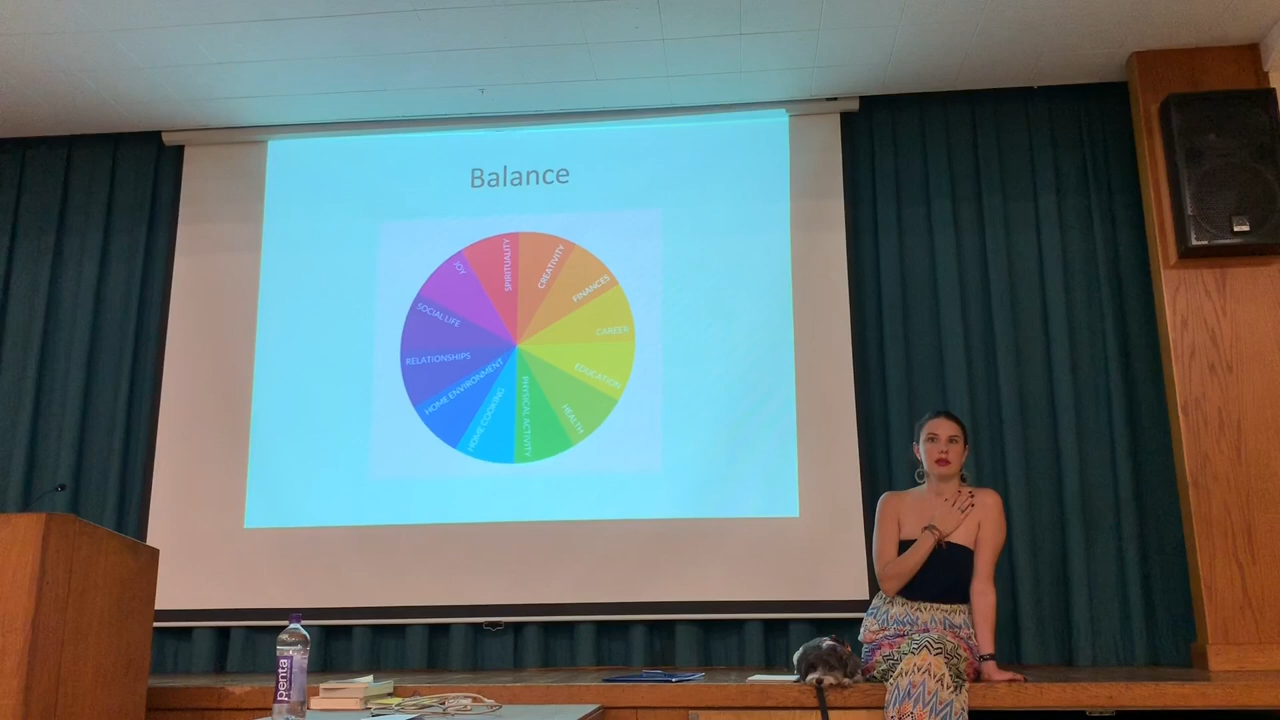 Balance
SPIRITUALITY
CREATIVITY
FINANCES
CAREER
EDUCATION
HEALTH
PHYSICAL ACTIVITY
HOME COOKING
HOME ENVIRONMENT
RELATIONSHIPS
SOCIAL LIFE
JOY
penta